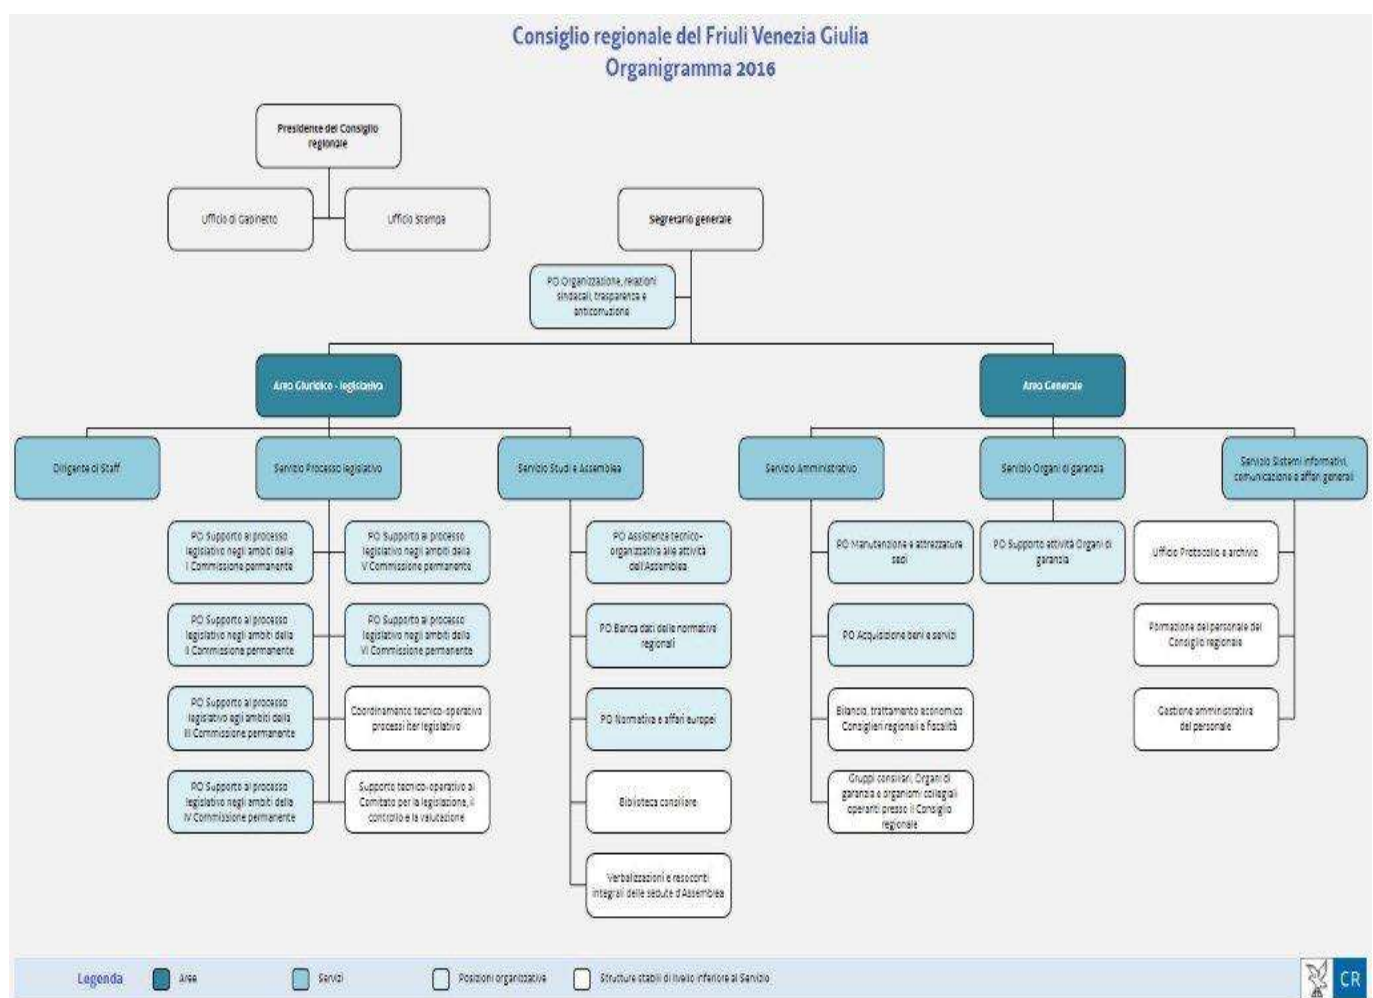 Consiglio regionale del Friuli Venezia Giulia
Organigramma 2016
Presidente del Consiglio
regionale
Ufficio di Gabinetto
Ufficio Stampa
Segretario generale
PO Organizzazione, relazioni
sindacali, trasparenza e
anticorruzione
Area Giuridico - legislativa
Area Generale
Dirigente di Staff
Servizio Processo legislativo
Servizio Studi e Assemblea
Servizio Amministrativo
Servizio Organi di garanzia
Servizio Sistemi informativi,
comunicazione e affari generali
PO Supporto al processo
legislativo negli ambiti della
I Commissione permanente
PO Supporto al processo
legislativo negli ambiti della
V Commissione permanente
PO Assistenza tecnico-
organizzativa alle attività
dell'Assemblea
PO Manutenzione e attrezzature
sedi
PO Supporto attività Organi di
garanzia
Ufficio Protocollo e archivio
PO Supporto al processo
legislativo negli ambiti della
II Commissione permanente
PO Supporto al processo
legislativo negli ambiti della
VI Commissione permanente
PO Banca dati delle normative
regionali
PO Acquisizione beni e servizi
Formazione del personale del
Consiglio regionale
PO Supporto al processo
legislativo egli ambiti della
III Commissione permanente
Coordinamento tecnico-operativo
processi iter legislativo
PO Normativa e affari europei
Bilancio, trattamento economico
Consiglieri regionali e fiscalità
Gestione amministrativa
del personale
PO Supporto al processo
legislativo negli ambiti della
IV Commissione permanente
Supporto tecnico-operativo al
Comitato per la legislazione, il
controllo e la valutazione
Biblioteca consiliare
Gruppi consiliari, Organi di
garanzia e organismi collegiali
operanti presso il Consiglio
regionale
Verbalizzazioni e resoconti
integrali delle sedute d'Assemblea
Legenda
Aree
Servizi
Posizioni organizzative
Strutture stabili di livello inferiore al Servizio
CR